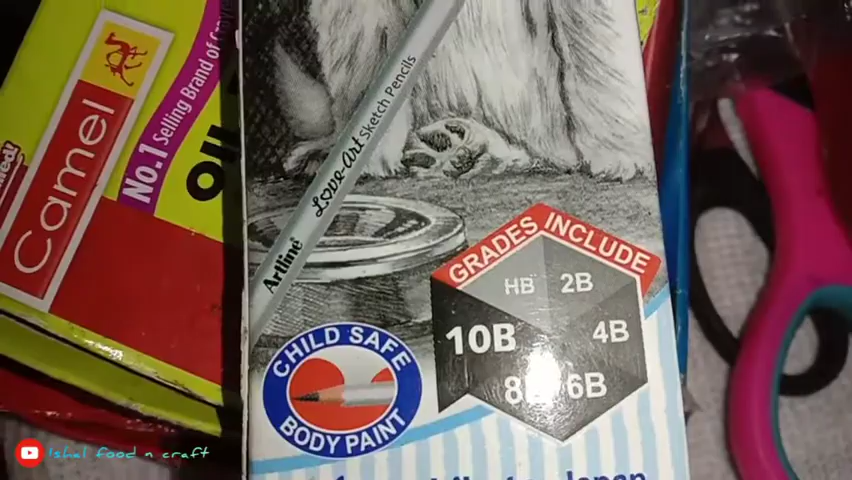 Camel
No.1 Selling Brand of
OIL
Artline Love-Art Sketch Pencils
GRADES INCLUDE
HB 2B
10B 4B
6B
CHILD SAFE
BODY PAINT
Ishal food n craft